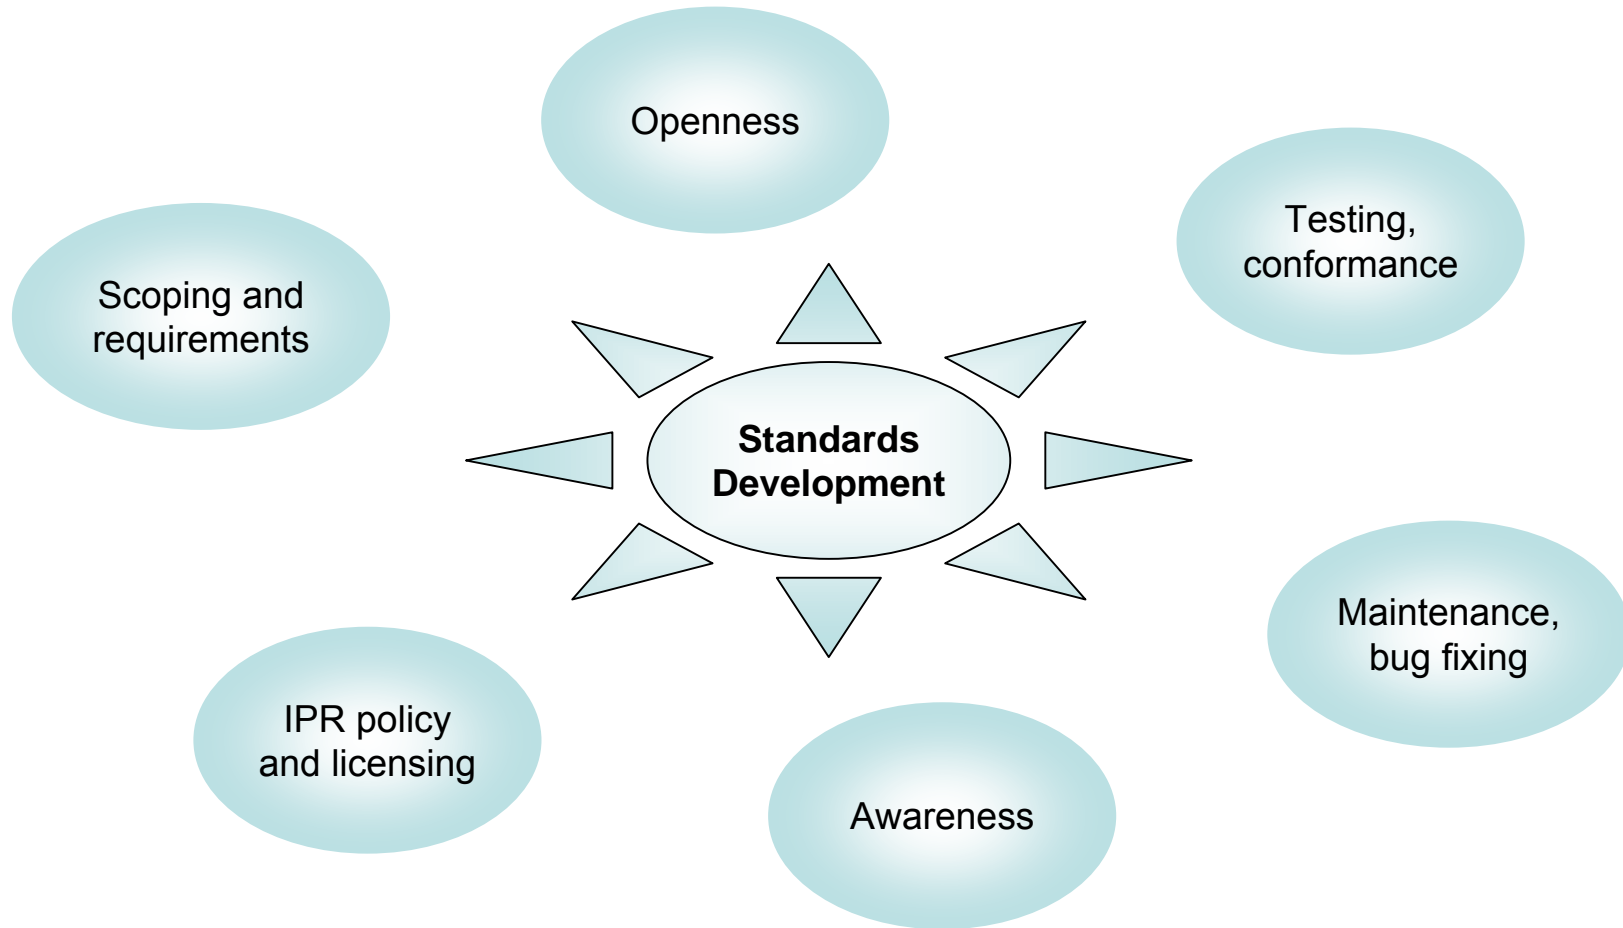 Openness
Testing,
conformance
Scoping and
requirements
Standards
Development
Maintenance,
bug fixing
IPR policy
and licensing
Awareness